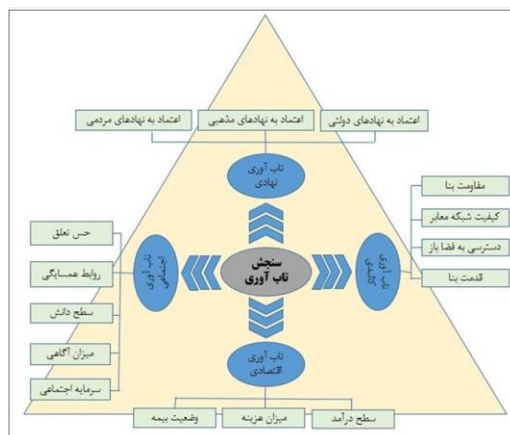 اعتماد به نهادهای دولتی
اعتماد به نهادهای مذهبی
اعتماد به نهادهای مردمی
تاب آوری
نهادی
مقاومت بنا
کیفیت شبکه معابر
دسترسی به فضا باز
قدمت بنا
تاب آوری
کالبدی
سنجش
تاب آوری
تاب آوری
اجتماعی
حس تعلق
روابط همسایگی
سطح دانش
میزان آگاهی
سرمایه اجتماعی
تاب آوری
اقتصادی
سطح درآمد
میزان هزینه
وضعیت بیمه